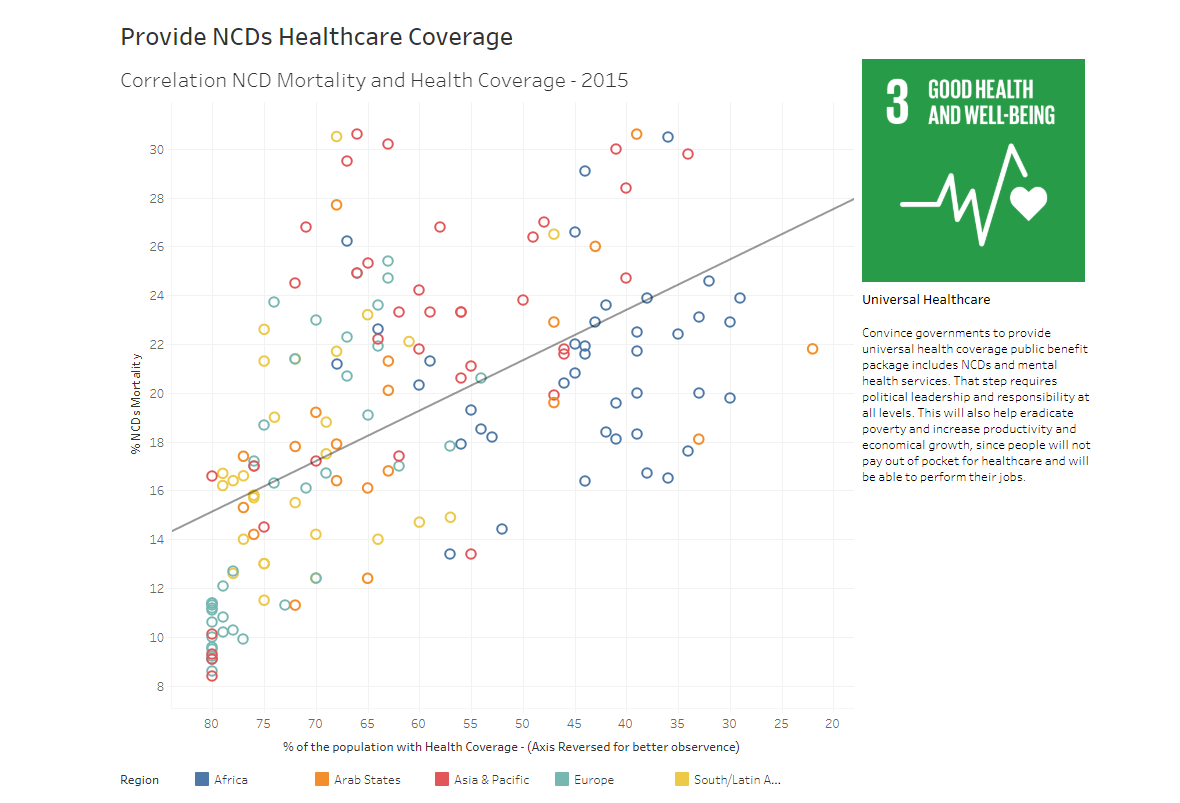 Provide NCDs Healthcare Coverage
Correlation NCD Mortality and Health Coverage - 2015
3 GOOD HEALTH
AND WELL-BEING
30
28
26
24
22
20
18
16
14
12
10
8
% NCDs Mortality
80 75 70 65 60 55 50 45 40 35 30 25 20
% of the population with Health Coverage - (Axis Reversed for better observence)
Universal Healthcare
Convince governments to provide
universal health coverage public benefit
package includes NCDs and mental
health services. That step requires
political leadership and responsibility at
all levels. This will also help eradicate
poverty and increase productivity and
economical growth, since people will not
pay out of pocket for healthcare and will
be able to perform their jobs.
Region Africa Arab States Asia & Pacific Europe South/Latin A...